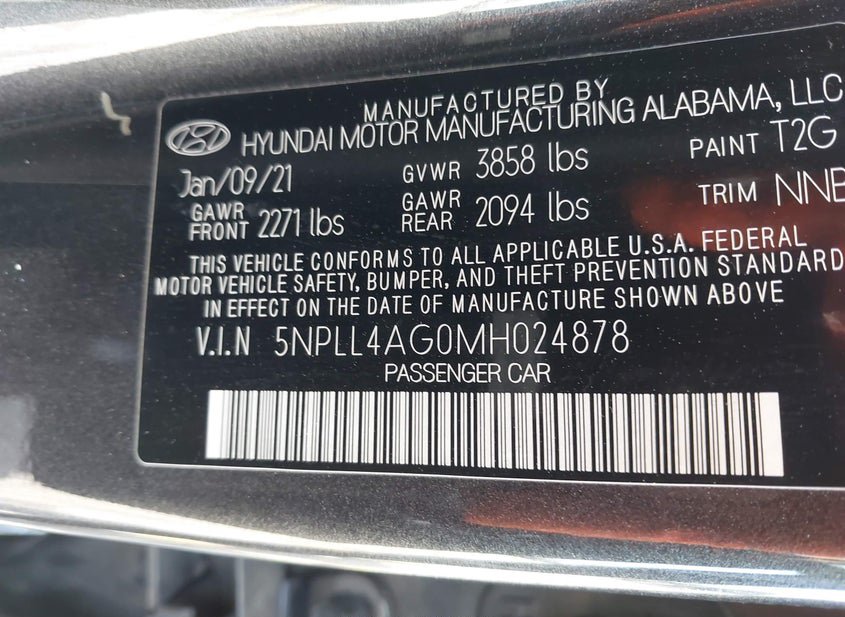 MANUFACTURED BY
HYUNDAI MOTOR MANUFACTURING ALABAMA, LLC
Jan/09/21 GVWR 3858 lbs PAINT T2G
GAWR FRONT 2271 lbs GAWR REAR 2094 lbs TRIM NNB
THIS VEHICLE CONFORMS TO ALL APPLICABLE U.S.A. FEDERAL
MOTOR VEHICLE SAFETY, BUMPER, AND THEFT PREVENTION STANDARD
IN EFFECT ON THE DATE OF MANUFACTURE SHOWN ABOVE
V.I.N 5NPLL4AG0MH024878
PASSENGER CAR